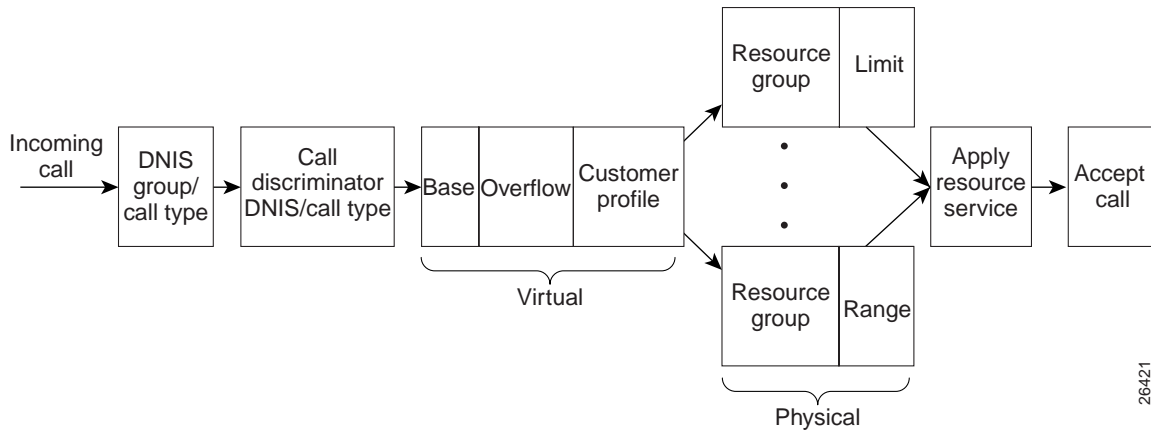 Incoming
call
DNIS
group/
call type
Call
discriminator
DNIS/call type
Base
Overflow
Customer
profile
Virtual
Resource
group
Limit
Resource
group
Range
Physical
Apply
resource
service
Accept
call
26421